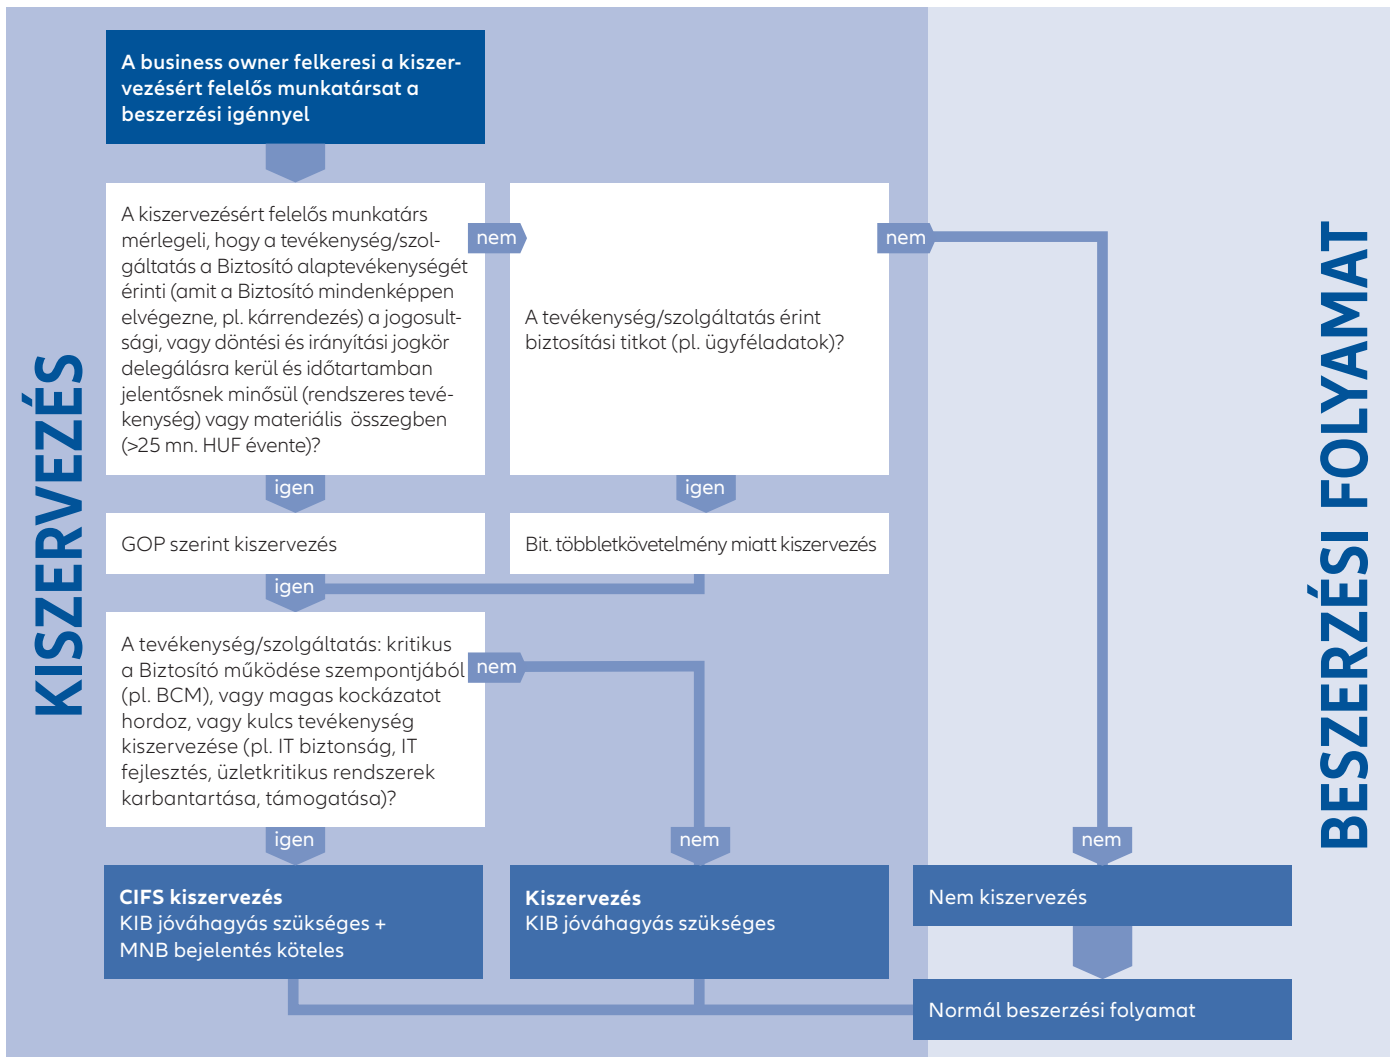 A business owner felkeresi a kiszer-
vezésért felelős munkatársat a
beszerzési igénnyel
A kiszervezésért felelős munkatárs
mérlegeli, hogy a tevékenység/szol-
gáltatás a Biztosító alaptevékenységét
érinti (amit a Biztosító mindenképpen
elvégezne, pl. kárrendezés) a jogosult-
sági, vagy döntési és irányítási jogkör
delegálásra kerül és időtartamban
jelentősnek minősül (rendszeres tevé-
kenység) vagy materiális összegben
(>25 mn. HUF évente)?
nem
A tevékenység/szolgáltatás érint
biztosítási titkot (pl. ügyféladatok)?
nem
igen
igen
GOP szerint kiszervezés
Bit. többletkövetelmény miatt kiszervezés
igen
A tevékenység/szolgáltatás: kritikus
a Biztosító működése szempontjából
(pl. BCM), vagy magas kockázatot
hordoz, vagy kulcs tevékenység
kiszervezése (pl. IT biztonság, IT
fejlesztés, üzletkritikus rendszerek
karbantartása, támogatása)?
nem
igen
nem
nem
CIFS kiszervezés
KIB jóváhagyás szükséges +
MNB bejelentés köteles
Kiszervezés
KIB jóváhagyás szükséges
Nem kiszervezés
Normál beszerzési folyamat
KISZERVEZÉS
BESZERZÉSI FOLYAMAT